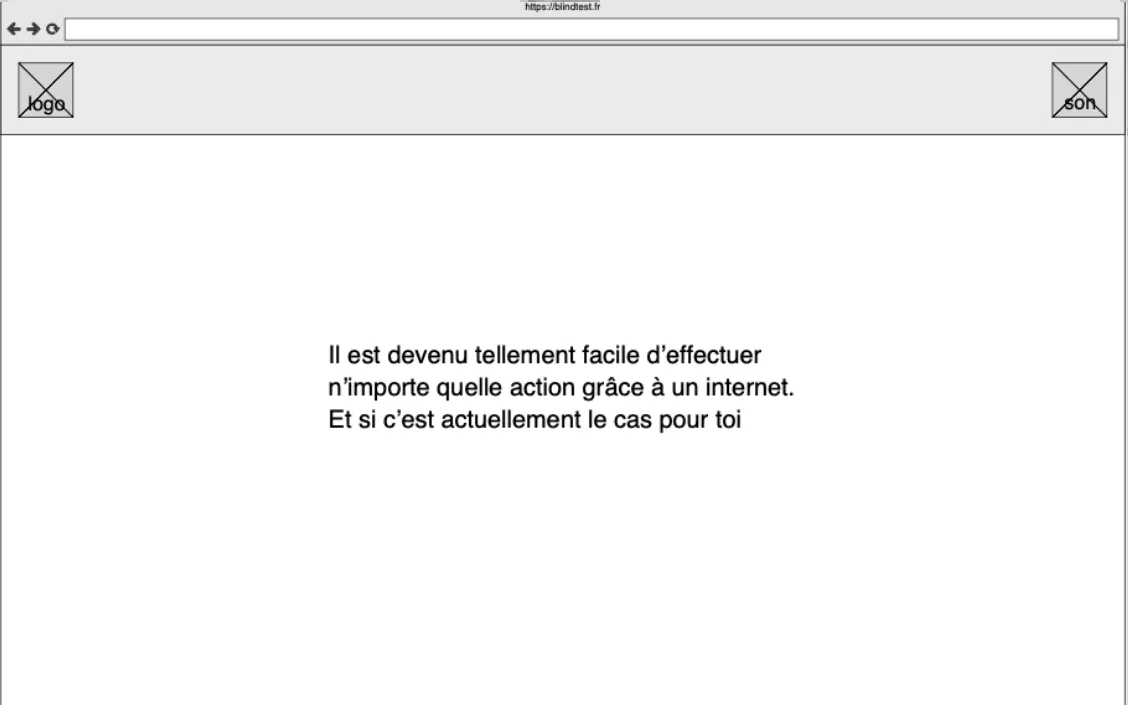 https://blindtest.fr
logo
son
Il est devenu tellement facile d’effectuer
n’importe quelle action grâce à un internet.
Et si c’est actuellement le cas pour toi